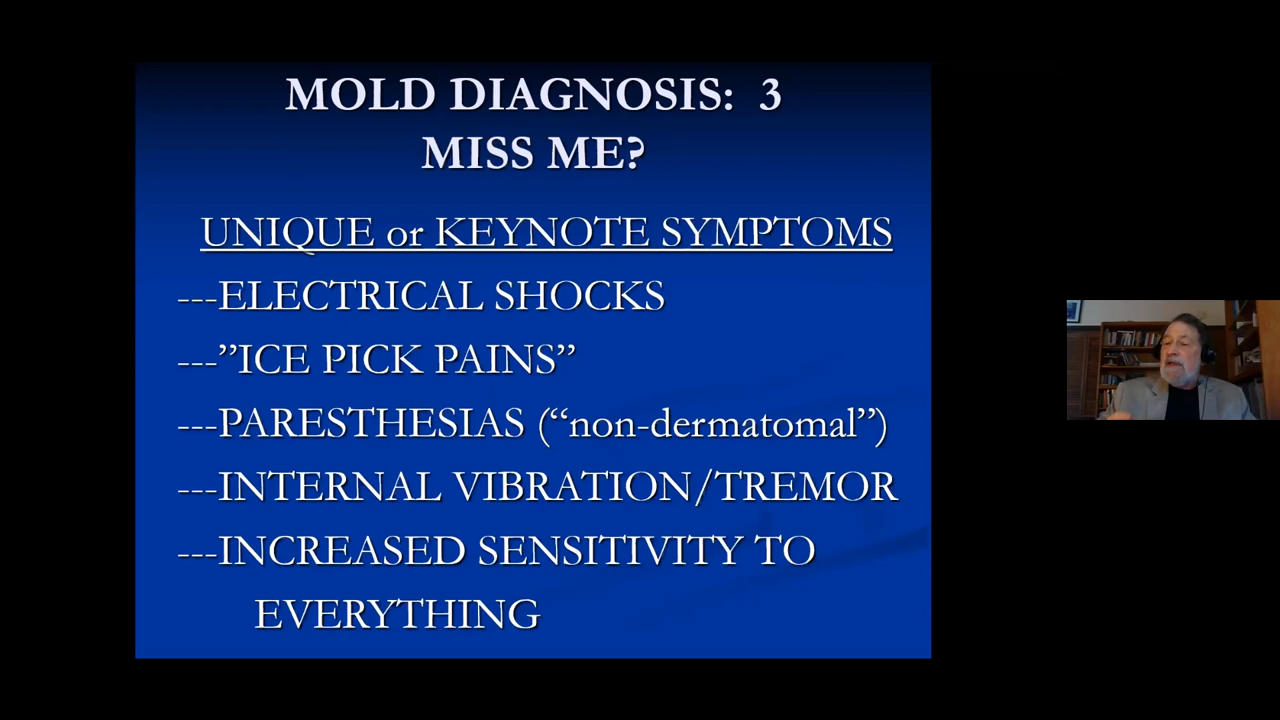 MOLD DIAGNOSIS: 3
MISS ME?
UNIQUE or KEYNOTE SYMPTOMS
---ELECTRICAL SHOCKS
---”ICE PICK PAINS”
---PARESTHESIAS (“non-dermatomal”)
---INTERNAL VIBRATION/TREMOR
---INCREASED SENSITIVITY TO
EVERYTHING